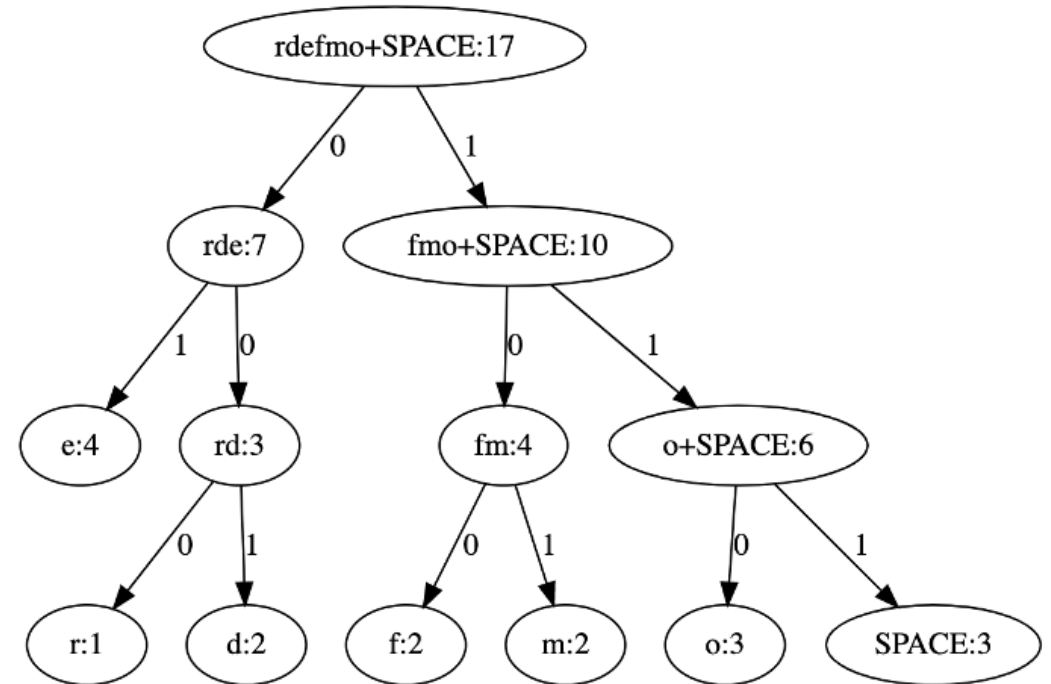 rdefmo+SPACE:17
0 1
rde:7 fmo+SPACE:10
1 0 0 1
e:4 rd:3 fm:4 o+SPACE:6
0 1 0 1 0 1
r:1 d:2 f:2 m:2 o:3 SPACE:3